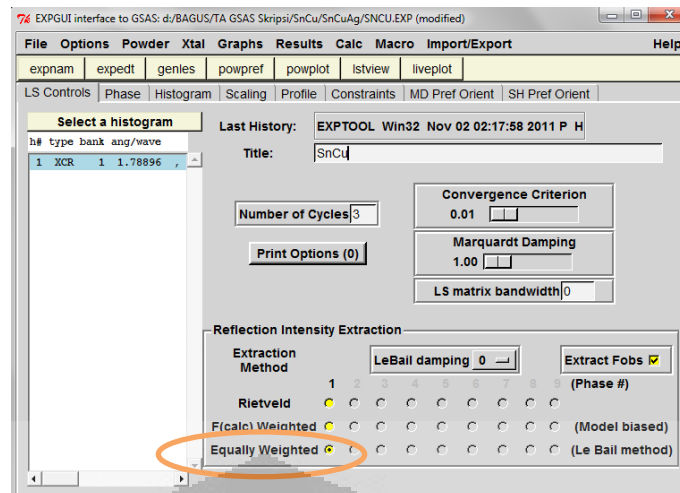 EXPGUI interface to GSAS: d:/BAGUS/TA GSAS Skripsi/SnCu/SnCuAg/SNCU.EXP (modified)
File Options Powder Xtal Graphs Results Calc Macro Import/Export Help
expnam expedt genles powpref powplot lstview liveplot
LS Controls Phase Histogram Scaling Profile Constraints MD Pref Orient SH Pref Orient
Select a histogram
h# type bank ang/wave
1 XCR 1 1.78896 ,
Last History: EXPTOOL Win32 Nov 02 02:17:58 2011 P H
Title: SnCu
Number of Cycles 3
Print Options (0)
Convergence Criterion
0.01
Marquardt Damping
1.00
LS matrix bandwidth 0
Reflection Intensity Extraction
Extraction Method
LeBail damping 0
Extract Fobs
1 2 3 4 5 6 7 8 9 (Phase #)
Rietveld
F(calc) Weighted (Model biased)
Equally Weighted (Le Bail method)